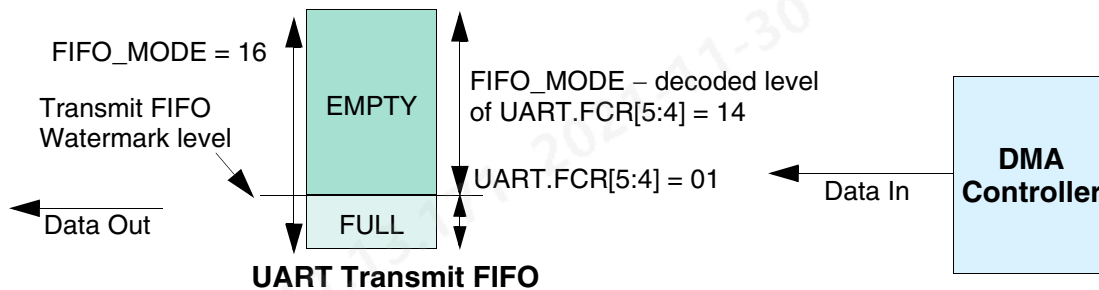 FIFO_MODE = 16
EMPTY
FIFO_MODE – decoded level
of UART.FCR[5:4] = 14
Transmit FIFO
Watermark level
UART.FCR[5:4] = 01
FULL
Data Out
Data In
DMA
Controller
UART Transmit FIFO